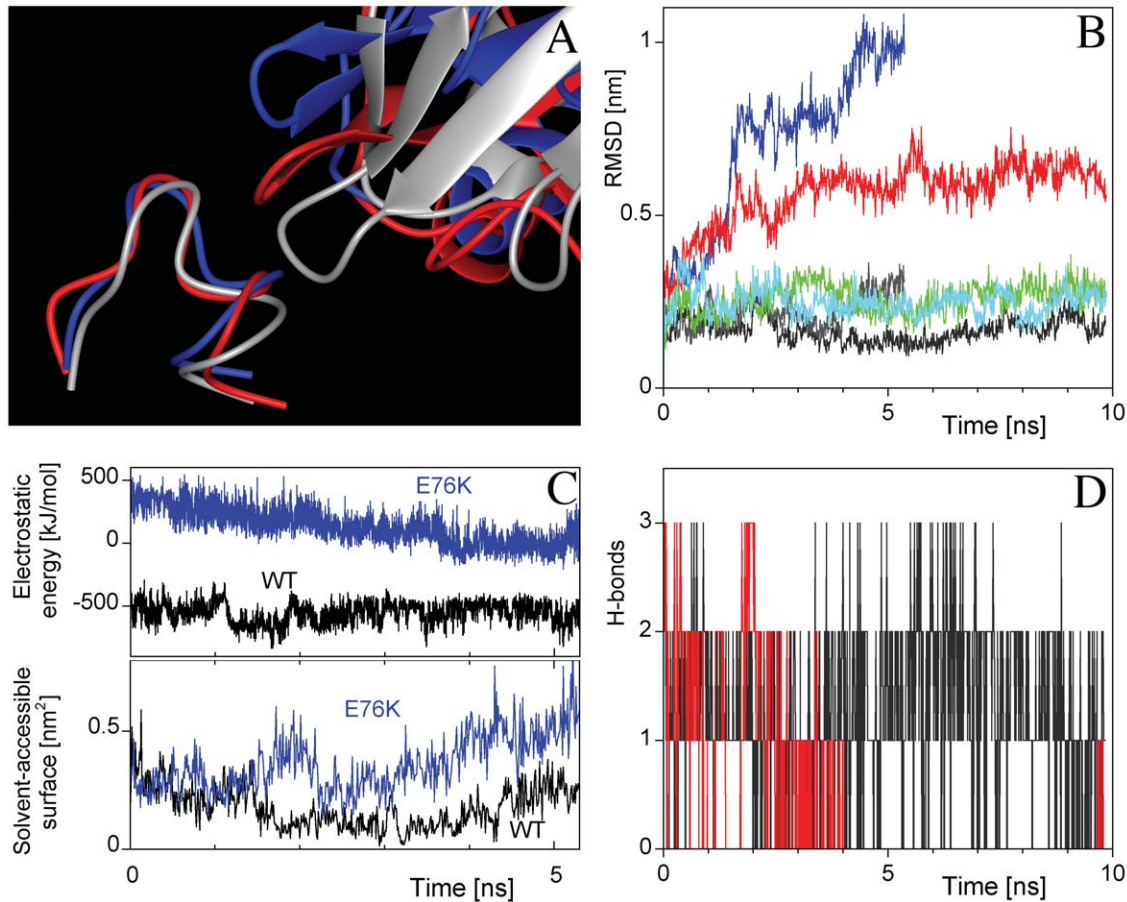 A
B
1
RMSD [nm]
0.5
0
0
5
10
Time [ns]
C
500
E76K
Electrostatic
energy [kJ/mol]
0
WT
-500
0.5
E76K
Solvent-accessible
surface [nm²]
WT
0
0
5
Time [ns]
D
3
H-bonds
2
1
0
0
5
10
Time [ns]